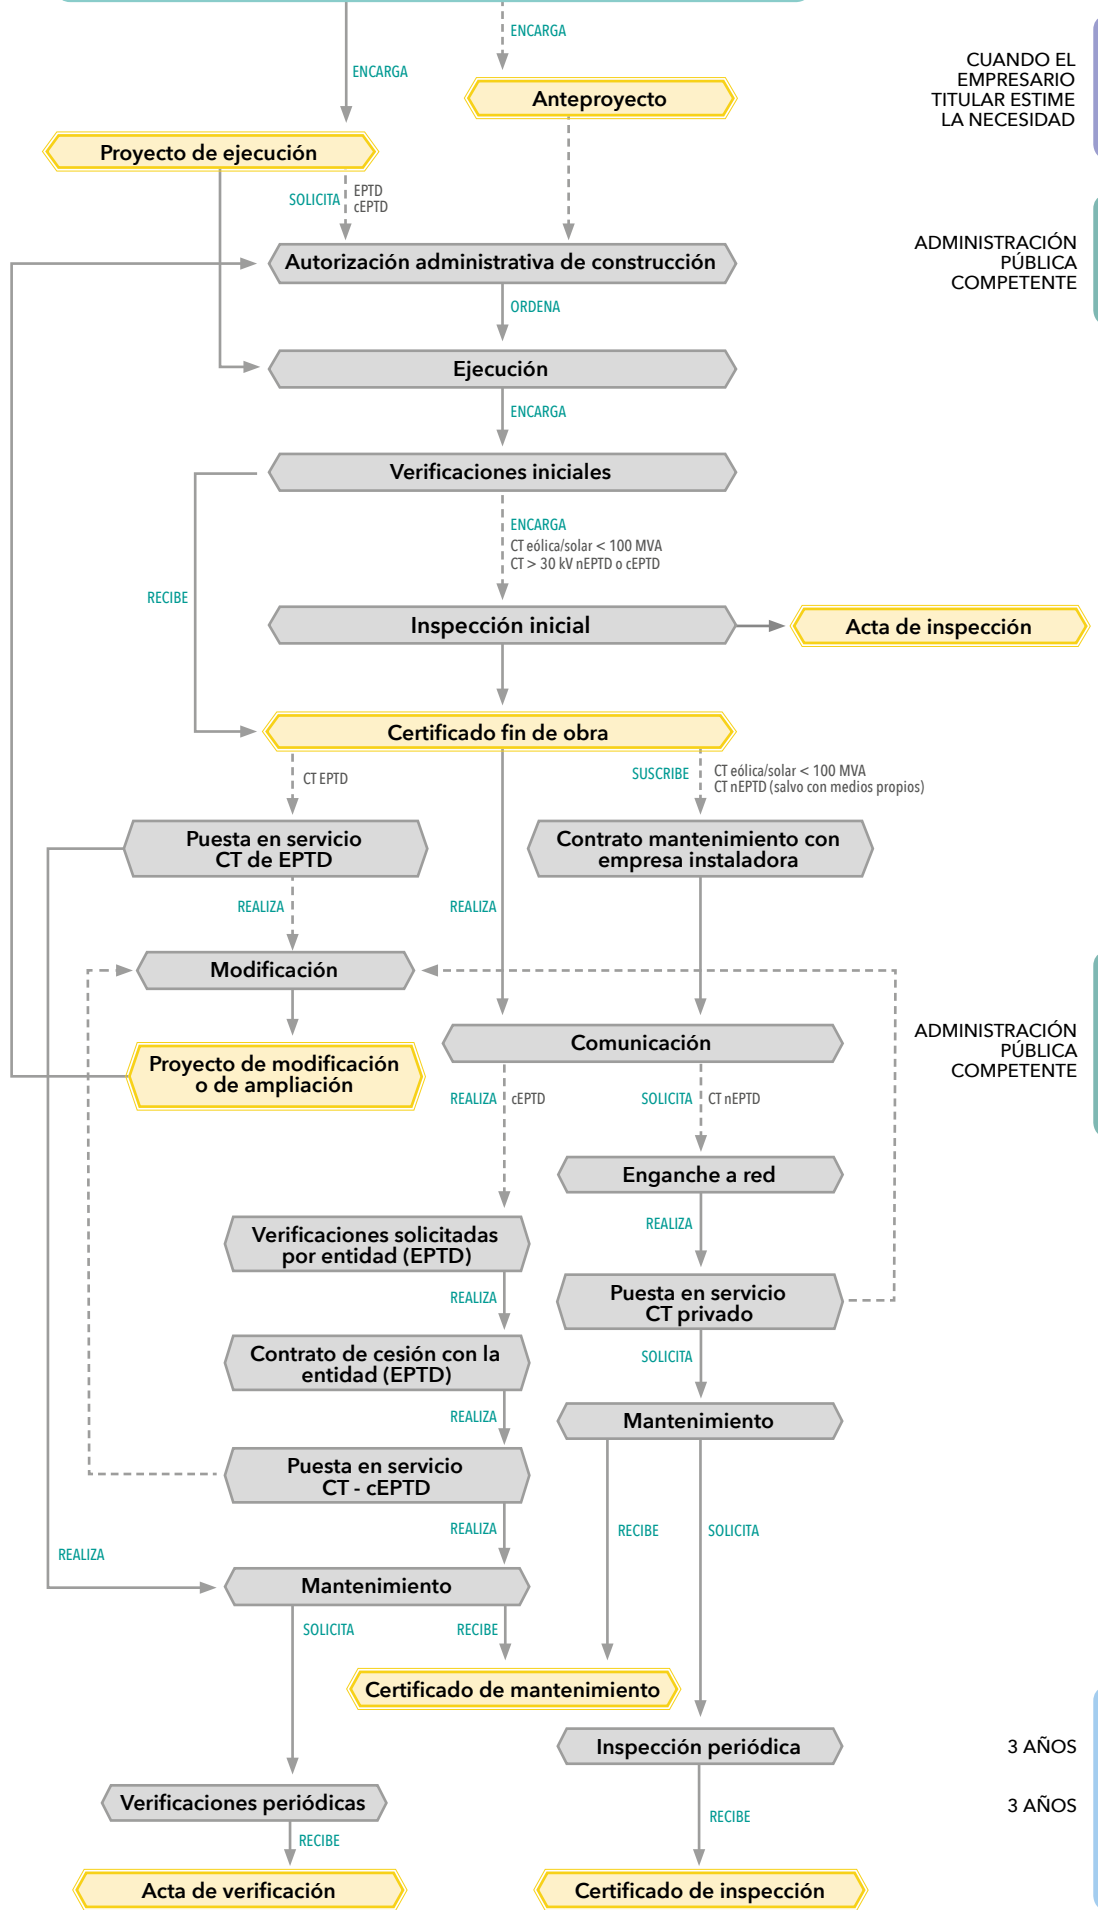 ENCARGA
CUANDO EL
EMPRESARIO
TITULAR ESTIME
LA NECESIDAD
ENCARGA
Anteproyecto
Proyecto de ejecución
SOLICITA
EPTD
cEPTD
ADMINISTRACIÓN
PÚBLICA
COMPETENTE
Autorización administrativa de construcción
ORDENA
Ejecución
ENCARGA
Verificaciones iniciales
ENCARGA
CT eólica/solar < 100 MVA
CT > 30 kV nEPTD o cEPTD
RECIBE
Inspección inicial
Acta de inspección
Certificado fin de obra
CT EPTD
SUSCRIBE
CT eólica/solar < 100 MVA
CT nEPTD (salvo con medios propios)
Puesta en servicio
CT de EPTD
Contrato mantenimiento con
empresa instaladora
REALIZA
REALIZA
Modificación
Comunicación
ADMINISTRACIÓN
PÚBLICA
COMPETENTE
Proyecto de modificación
o de ampliación
REALIZA
cEPTD
SOLICITA
CT nEPTD
Enganche a red
Verificaciones solicitadas
por entidad (EPTD)
REALIZA
REALIZA
Puesta en servicio
CT privado
Contrato de cesión con la
entidad (EPTD)
SOLICITA
REALIZA
Mantenimiento
Puesta en servicio
CT - cEPTD
REALIZA
RECIBE
SOLICITA
REALIZA
Mantenimiento
SOLICITA
RECIBE
Certificado de mantenimiento
Inspección periódica
3 AÑOS
Verificaciones periódicas
3 AÑOS
RECIBE
RECIBE
Acta de verificación
Certificado de inspección